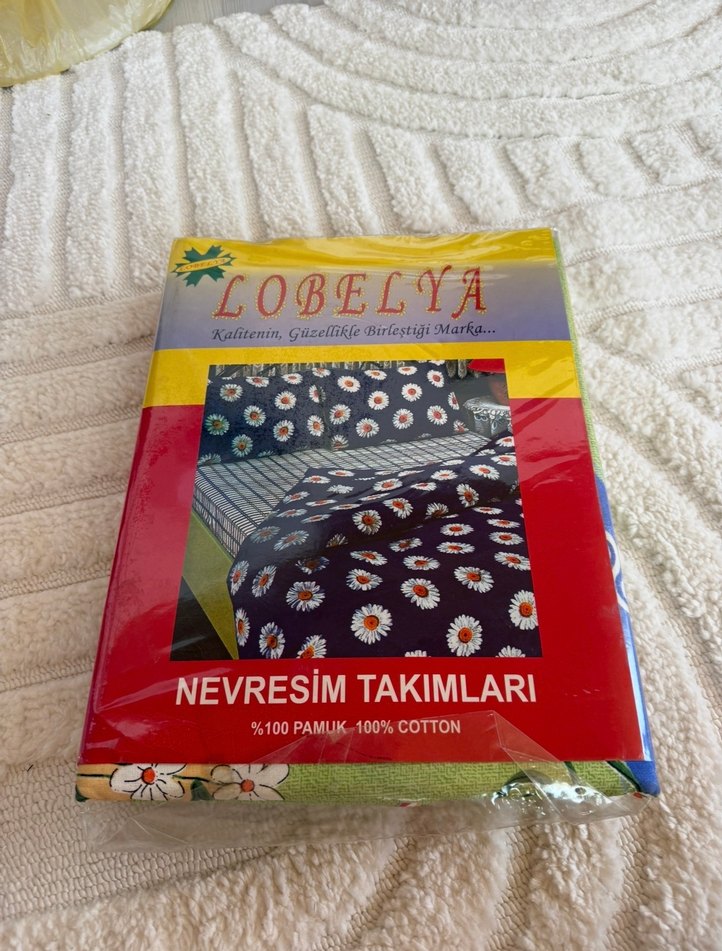 LOBELYA
LOBELYA
Kalitenin, Güzellikle Birleştiği Marka...
NEVRESİM TAKIMLARI
%100 PAMUK 100% COTTON